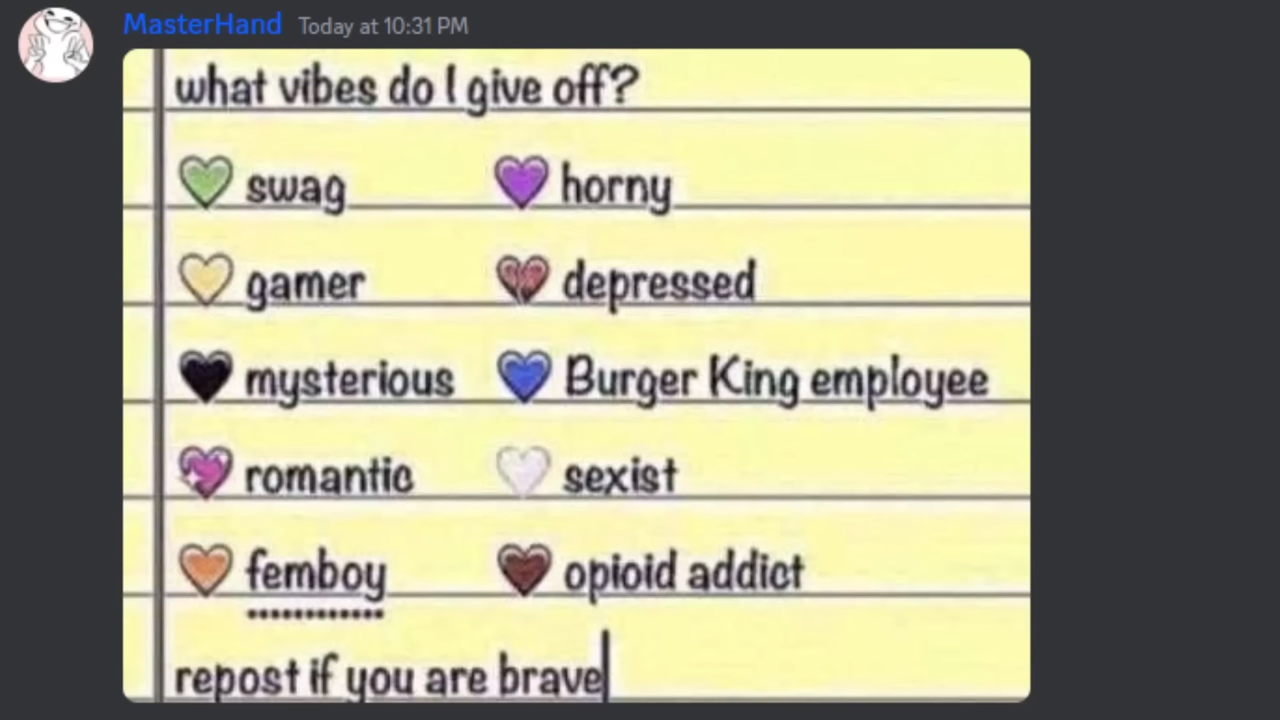 MasterHand Today at 10:31 PM
what vibes do I give off?
💚 swag 💜 horny
💛 gamer 💔 depressed
🖤 mysterious 💙 Burger King employee
💖 romantic 🤍 sexist
🧡 femboy 🤎 opioid addict
repost if you are brave